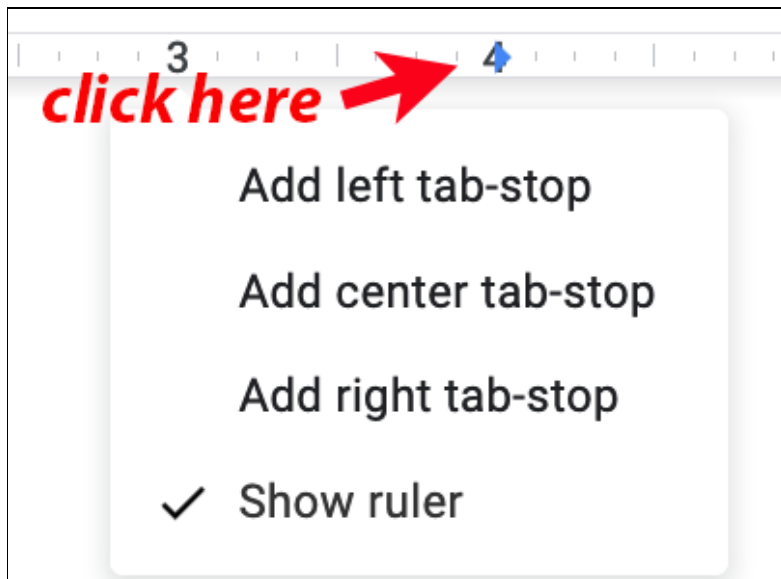 3 4
click here
Add left tab-stop
Add center tab-stop
Add right tab-stop
Show ruler